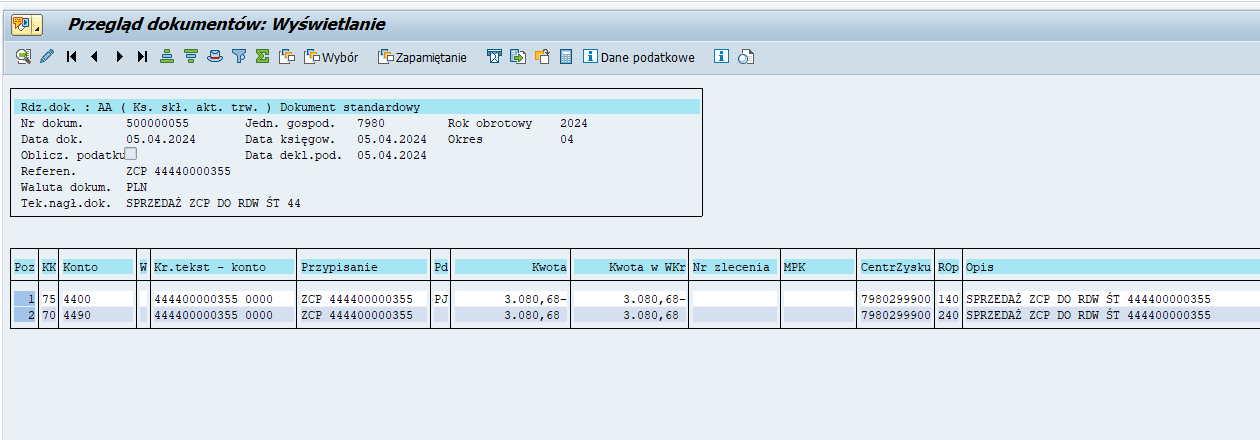 Przegląd dokumentów: Wyświetlanie
Wybór Zapamiętanie Dane podatkowe
Rdz.dok. : AA ( Ks. skł. akt. trw. ) Dokument standardowy
Nr dokum. 500000055 Jedn. gospod. 7980 Rok obrotowy 2024
Data dok. 05.04.2024 Data księgow. 05.04.2024 Okres 04
Oblicz. podatku Data dekl.pod. 05.04.2024
Referen. ZCP 44440000355
Waluta dokum. PLN
Tek.nagł.dok. SPRZEDAŻ ZCP DO RDW ŚT 44
Poz KK Konto W Kr.tekst - konto Przypisanie Pd Kwota Kwota w WKr Nr zlecenia MPK CentrZysku ROp Opis
1 75 4400 444400000355 0000 ZCP 444400000355 PJ 3.080,68- 3.080,68- 7980299900 140 SPRZEDAŻ ZCP DO RDW ŚT 444400000355
2 70 4490 444400000355 0000 ZCP 444400000355 3.080,68 3.080,68 7980299900 240 SPRZEDAŻ ZCP DO RDW ŚT 444400000355